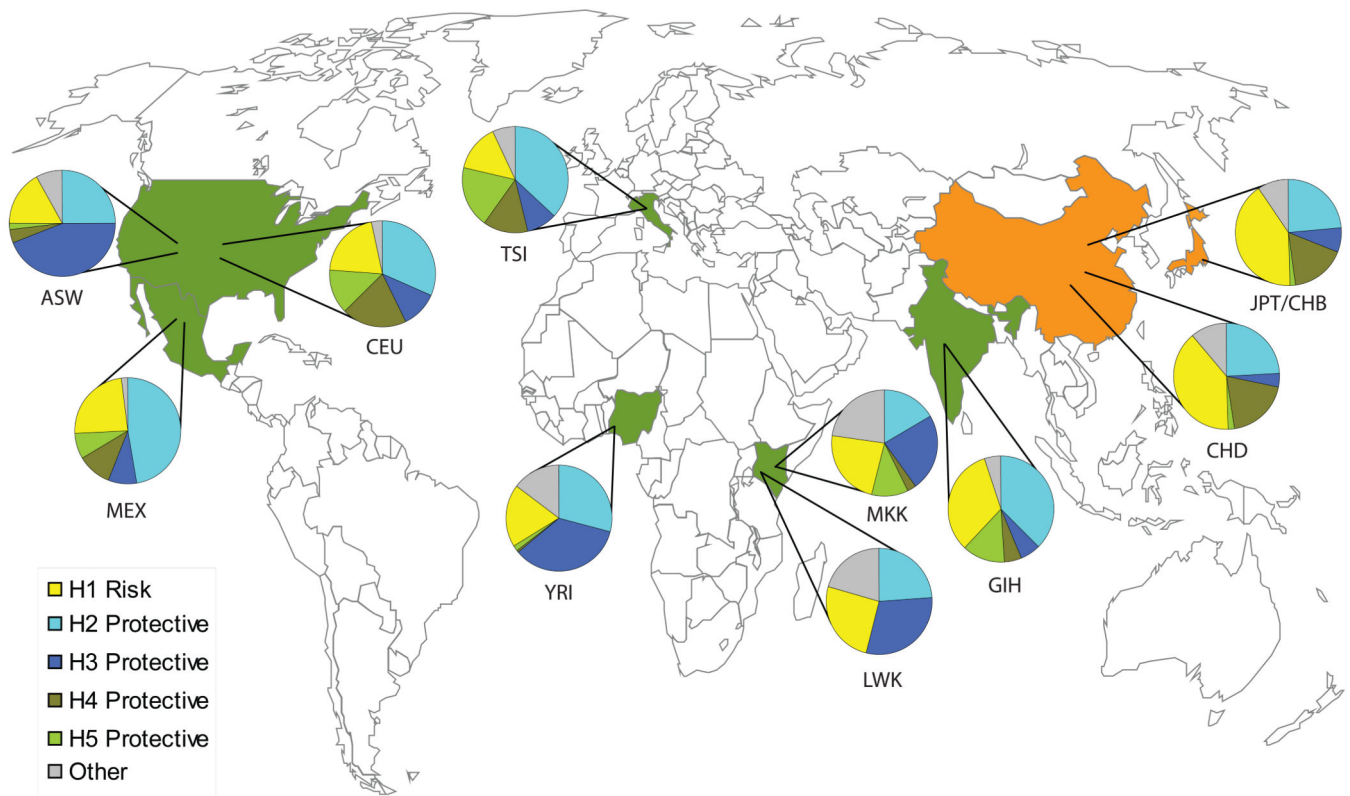 ASW
CEU
MEX
TSI
YRI
MKK
LWK
GIH
JPT/CHB
CHD
H1 Risk
H2 Protective
H3 Protective
H4 Protective
H5 Protective
Other